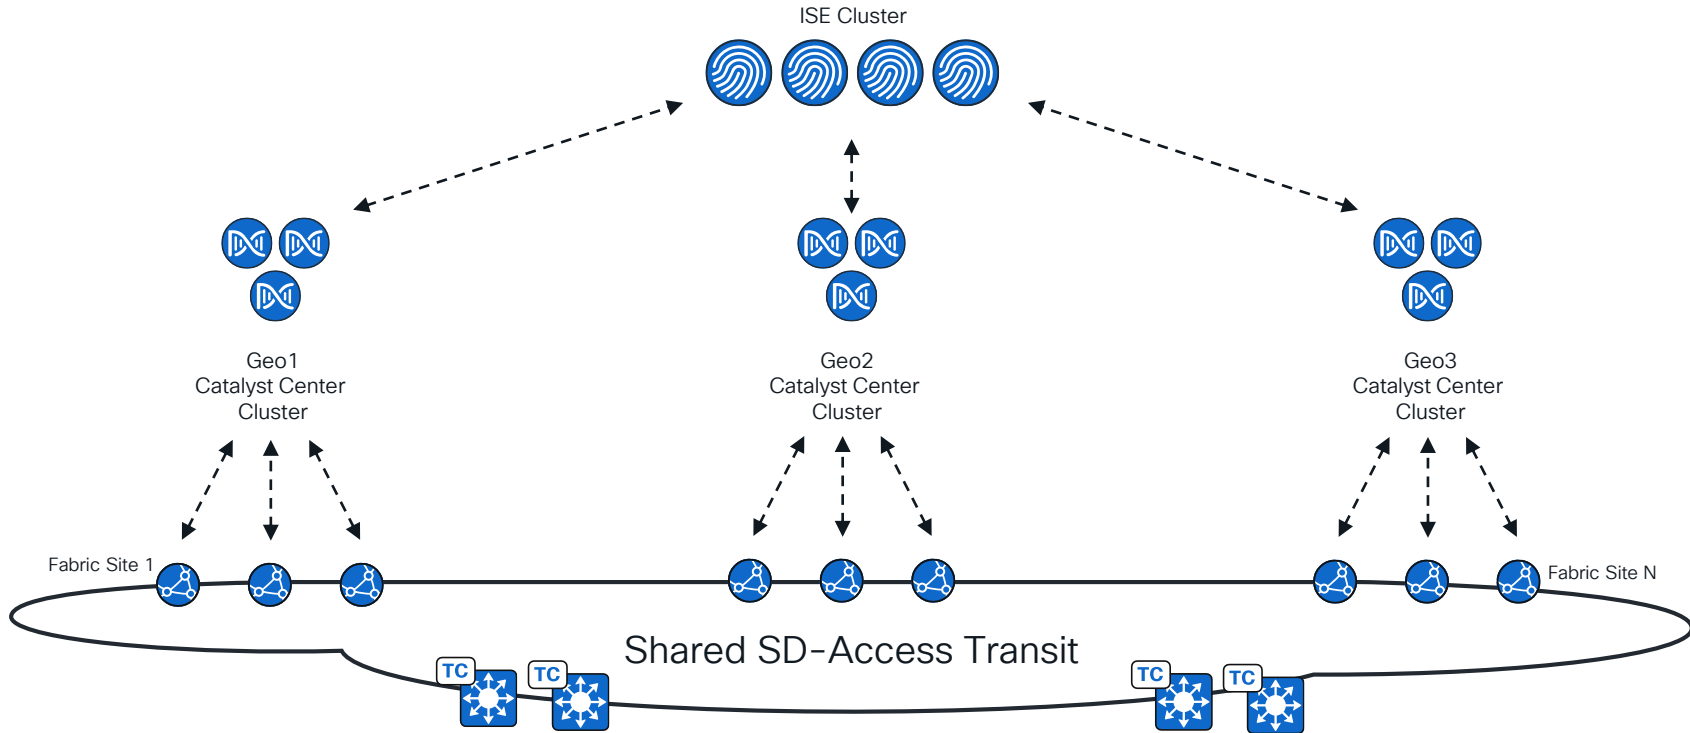 ISE Cluster
Geo1
Catalyst Center
Cluster
Geo2
Catalyst Center
Cluster
Geo3
Catalyst Center
Cluster
Fabric Site 1
Fabric Site N
Shared SD-Access Transit
TC
TC
TC
TC